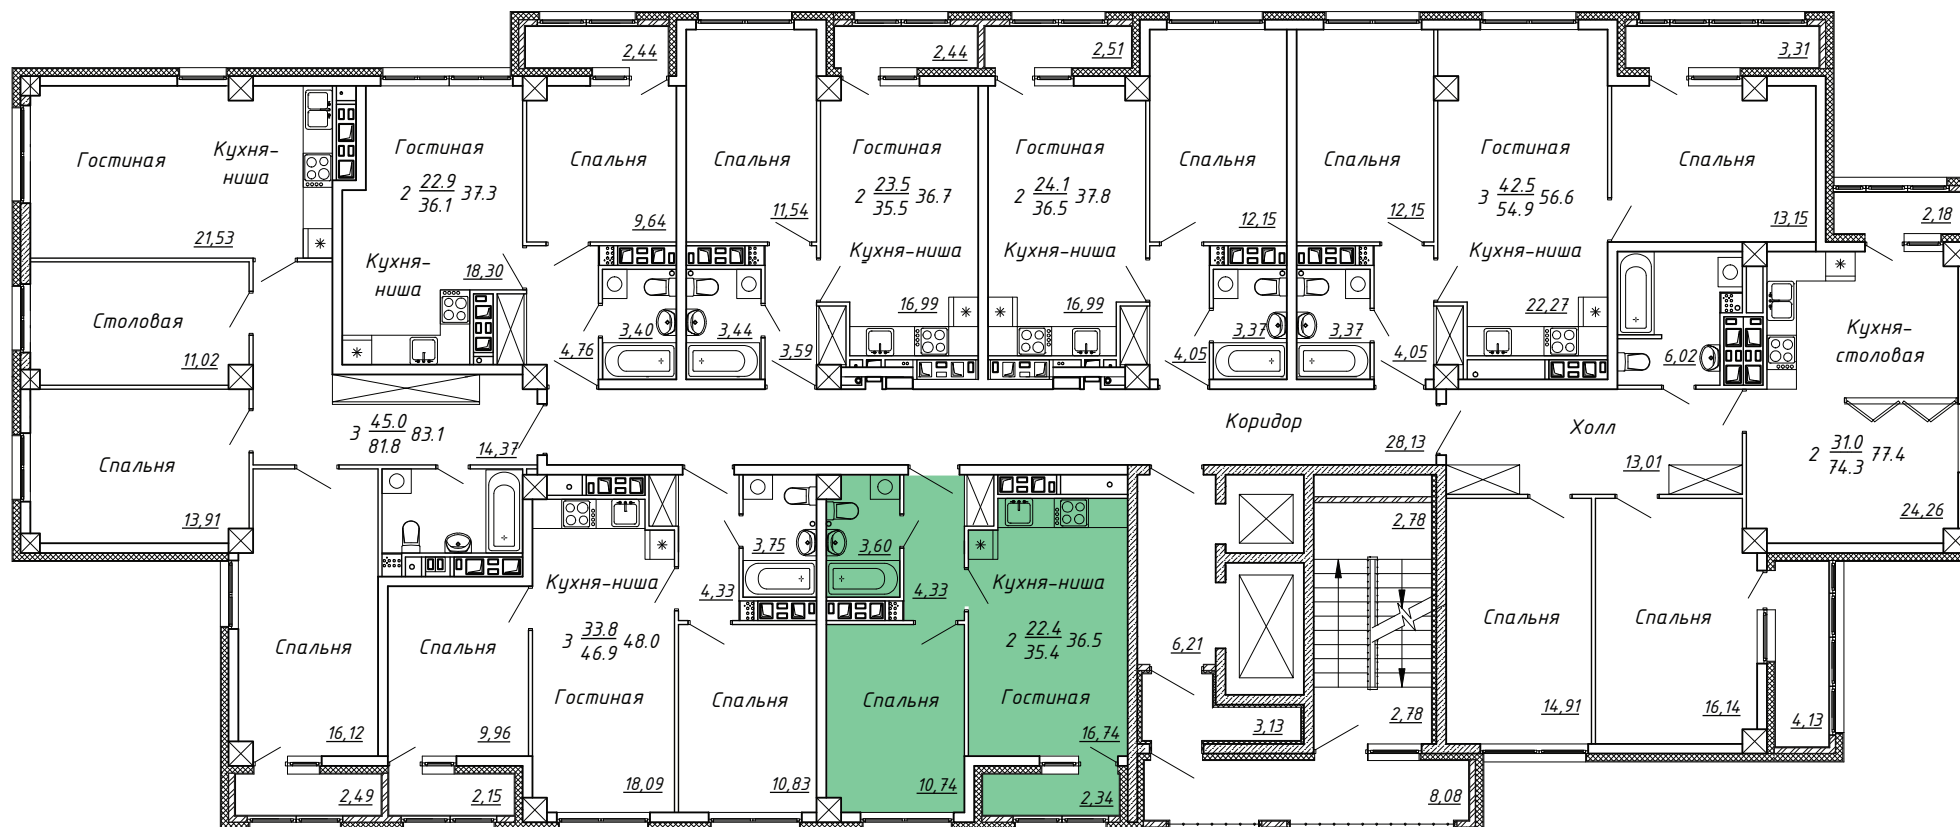 2,44
2,44
2,51
3,31
Гостиная
Кухня-
ниша
21,53
Гостиная
2 22.9 37.3
36.1
Кухня-
ниша
18,30
Спальня
9,64
Спальня
11,54
Гостиная
2 23.5 36.7
35.5
Кухня-ниша
16,99
Гостиная
2 24.1 37.8
36.5
Кухня-ниша
16,99
Спальня
12,15
Спальня
12,15
Гостиная
3 42.5 56.6
54.9
Кухня-ниша
22,27
Спальня
13,15
2,18
Столовая
11,02
4,76
3,40
3,44
3,59
3,37
4,05
3,37
4,05
6,02
Кухня-
столовая
3 45.0 83.1
81.8
14,37
Коридор
28,13
Холл
13,01
2 31.0 77.4
74.3
24,26
Спальня
13,91
3,75
4,33
3,60
4,33
2,78
Кухня-ниша
3 33.8 48.0
46.9
Гостиная
18,09
Кухня-ниша
2 22.4 36.5
35.4
Гостиная
16,74
6,21
Спальня
16,12
Спальня
9,96
Спальня
10,83
Спальня
10,74
3,13
2,78
Спальня
14,91
Спальня
16,14
4,13
2,49
2,15
2,34
8,08